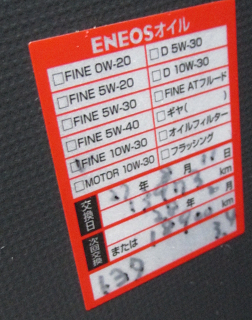 ENEOSオイル
□FINE 0W-20 □D 5W-30
□FINE 5W-20 □D 10W-30
□FINE 5W-30 □FINE ATフルード
□FINE 5W-40 □ギヤ( )
□FINE 10W-30 □オイルフィルター
□MOTOR 10W-30 □フラッシング
交換日 年 月 日
km
次回交換 年 月
または km
139